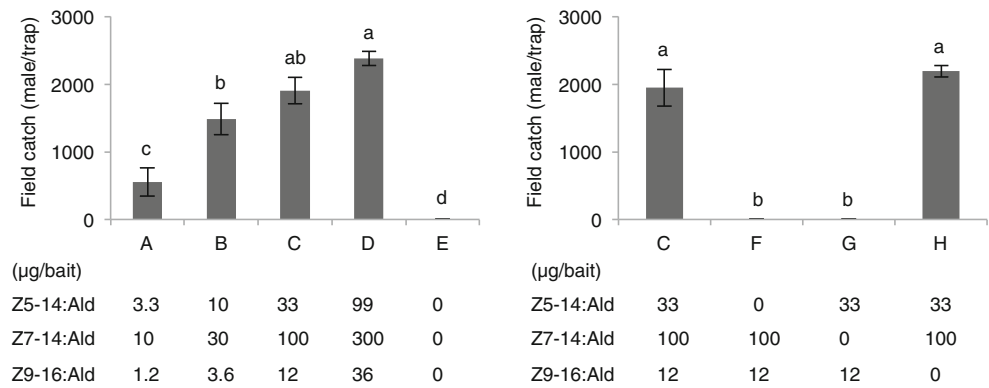 3000
2000
1000
0
Field catch (male/trap)
c
b
ab
a
d
A B C D E
(µg/bait)
Z5-14:Ald 3.3 10 33 99 0
Z7-14:Ald 10 30 100 300 0
Z9-16:Ald 1.2 3.6 12 36 0
3000
2000
1000
0
Field catch (male/trap)
a
b
b
a
C F G H
(µg/bait)
Z5-14:Ald 33 0 33 33
Z7-14:Ald 100 100 0 100
Z9-16:Ald 12 12 12 0